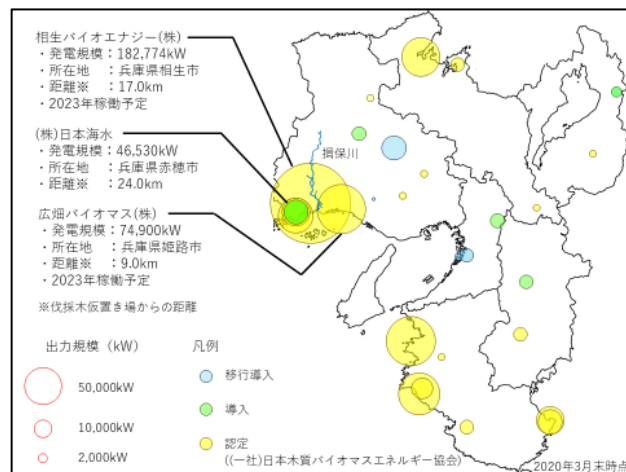 相生バイオエナジー(株)
・発電規模：182,774kW
・所在地　：兵庫県相生市
・距離※　：17.0km
・2023年稼働予定
(株)日本海水
・発電規模：46,530kW
・所在地　：兵庫県赤穂市
・距離※　：24.0km
広畑バイオマス(株)
・発電規模：74,900kW
・所在地　：兵庫県姫路市
・距離※　：9.0km
・2023年稼働予定
※伐採木仮置き場からの距離
揖保川
出力規模（kW）
50,000kW
10,000kW
2,000kW
凡例
移行導入
導入
認定
((一社)日本木質バイオマスエネルギー協会)
2020年3月末時点